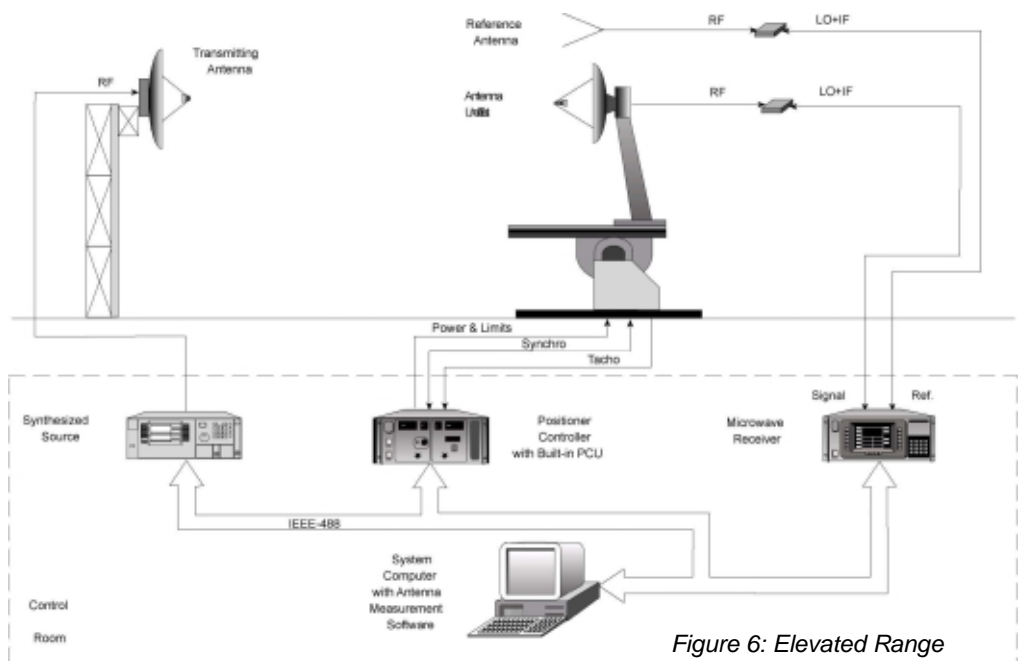 Reference
Antenna
RF
LO+IF
Transmitting
Antenna
RF
Antenna
RF
LO+IF
Power & Limits
Synchro
Tacho
Signal
Ref.
Synthesized
Source
Positioner
Controller
with Built-in PCU
Microwave
Receiver
IEEE-488
System
Computer
with Antenna
Measurement
Software
Control
Room
Figure 6: Elevated Range